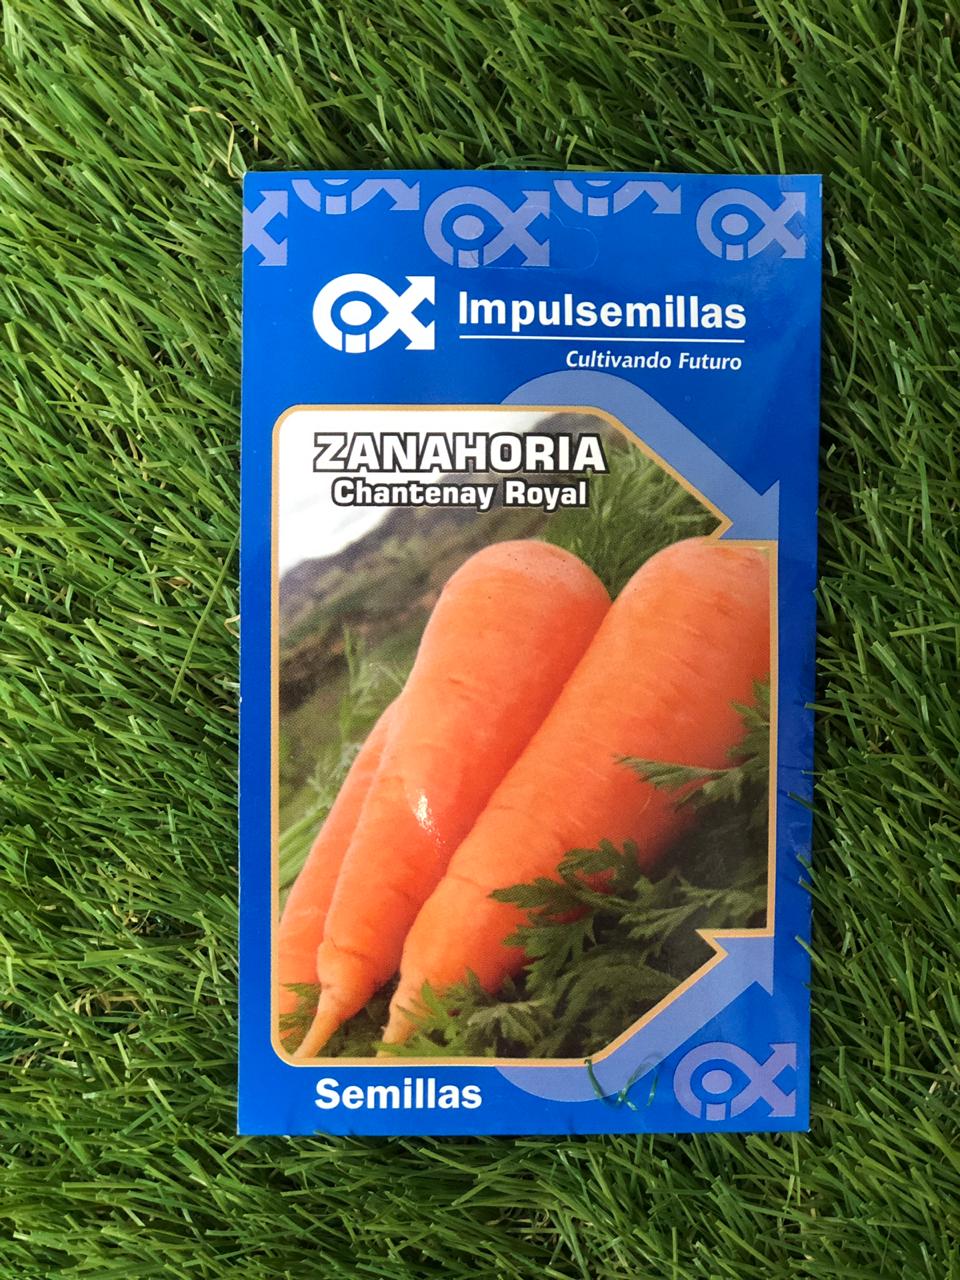 Impulsemillas
Cultivando Futuro
ZANAHORIA
Chantenay Royal
Semillas